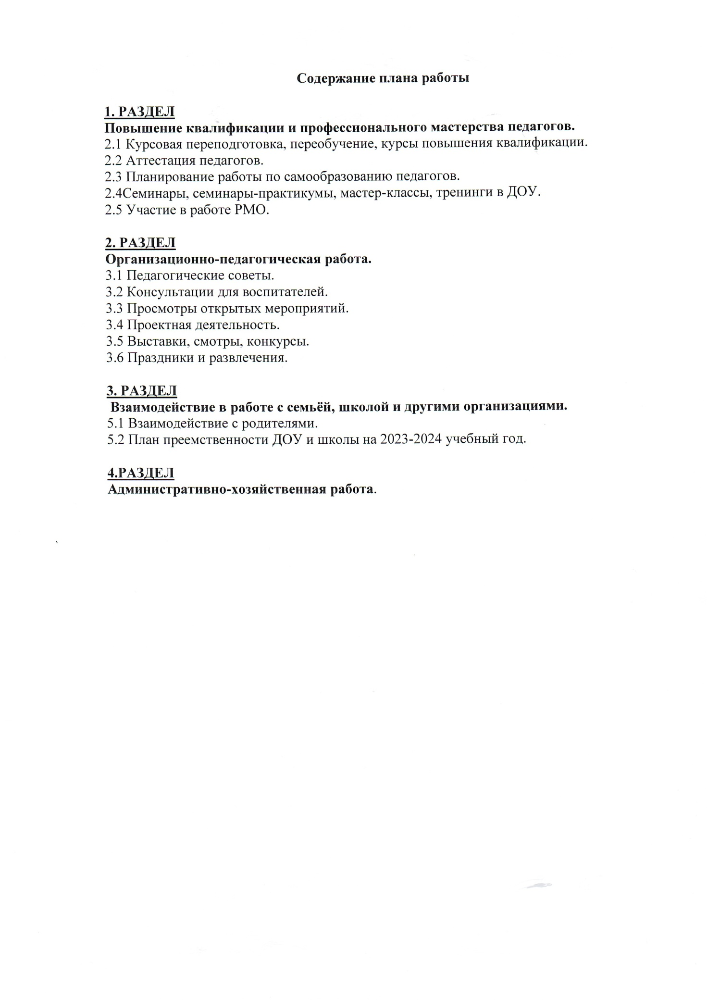 Содержание плана работы
1. РАЗДЕЛ
Повышение квалификации и профессионального мастерства педагогов.
2.1 Курсовая переподготовка, переобучение, курсы повышения квалификации.
2.2 Аттестация педагогов.
2.3 Планирование работы по самообразованию педагогов.
2.4Семинары, семинары-практикумы, мастер-классы, тренинги в ДОУ.
2.5 Участие в работе РМО.
2. РАЗДЕЛ
Организационно-педагогическая работа.
3.1 Педагогические советы.
3.2 Консультации для воспитателей.
3.3 Просмотры открытых мероприятий.
3.4 Проектная деятельность.
3.5 Выставки, смотры, конкурсы.
3.6 Праздники и развлечения.
3. РАЗДЕЛ
Взаимодействие в работе с семьёй, школой и другими организациями.
5.1 Взаимодействие с родителями.
5.2 План преемственности ДОУ и школы на 2023-2024 учебный год.
4.РАЗДЕЛ
Административно-хозяйственная работа.